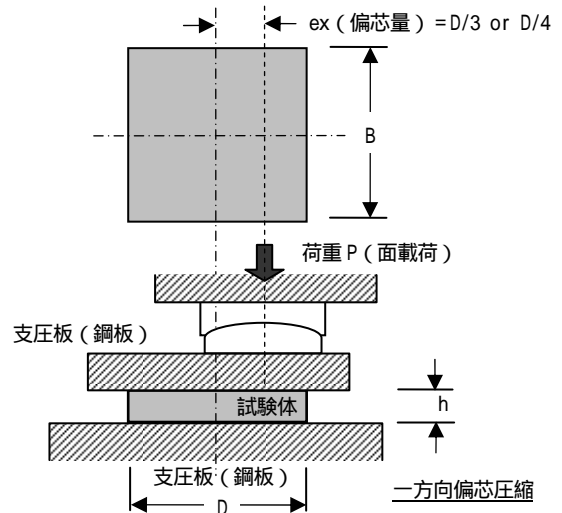 ex（偏芯量）=D/3 or D/4
B
荷重P（面載荷）
支圧板（鋼板）
試験体
h
支圧板（鋼板）
D
一方向偏芯圧縮